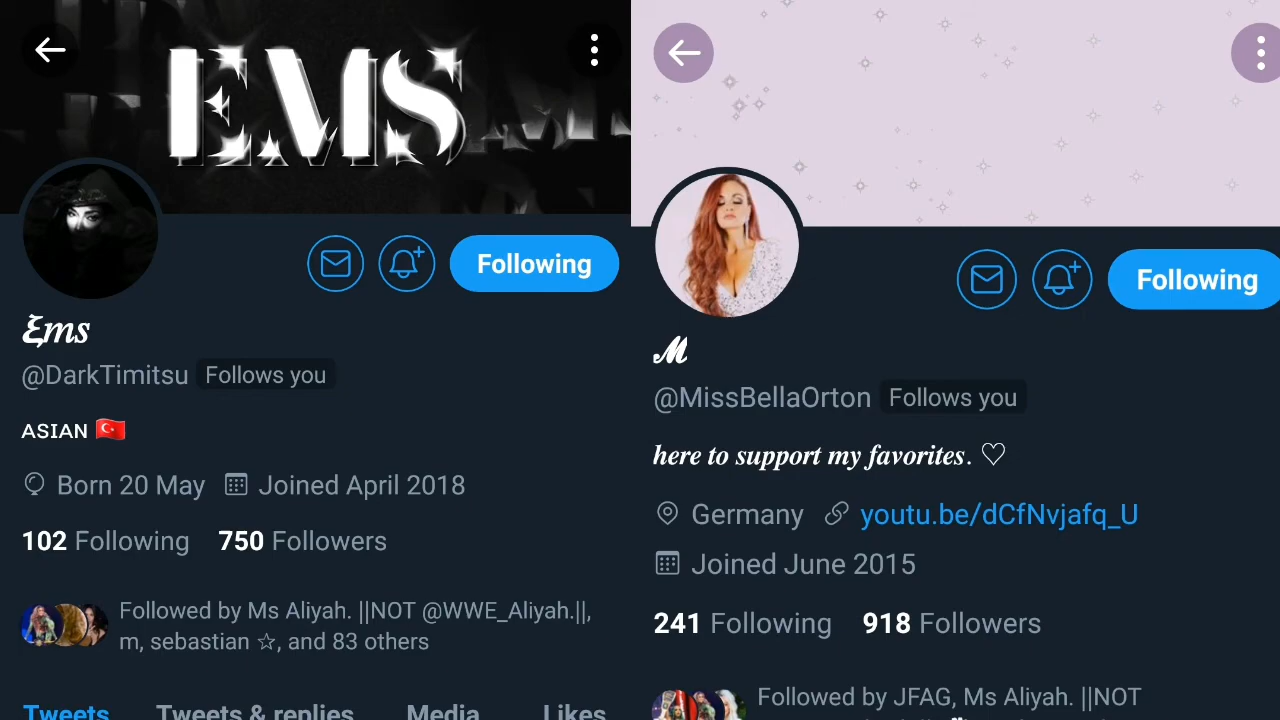 EMS
Following
ξms
@DarkTimitsu Follows you
ASIAN 🇹🇷
Born 20 May Joined April 2018
102 Following 750 Followers
Followed by Ms Aliyah. ||NOT @WWE_Aliyah.||,
m, sebastian ☆, and 83 others
Tweets Tweets & replies Media Likes
Following
𝓜
@MissBellaOrton Follows you
here to support my favorites. ♡
Germany youtu.be/dCfNvjafq_U
Joined June 2015
241 Following 918 Followers
Followed by JFAG, Ms Aliyah. ||NOT